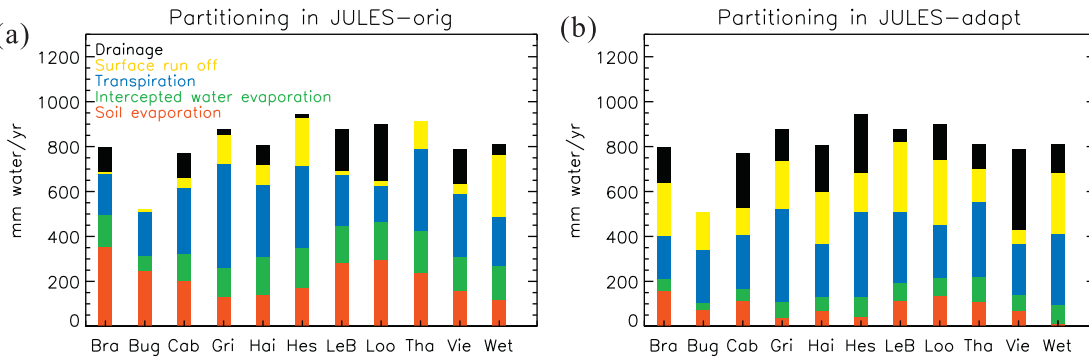 Partitioning in JULES-orig
(a)
1200
1000
800
600
400
200
0
mm water/yr
Drainage
Surface run off
Transpiration
Intercepted water evaporation
Soil evaporation
Bra Bug Cab Gri Hai Hes LeB Loo Tha Vie Wet
Partitioning in JULES-adapt
(b)
1200
1000
800
600
400
200
0
mm water/yr
Bra Bug Cab Gri Hai Hes LeB Loo Tha Vie Wet